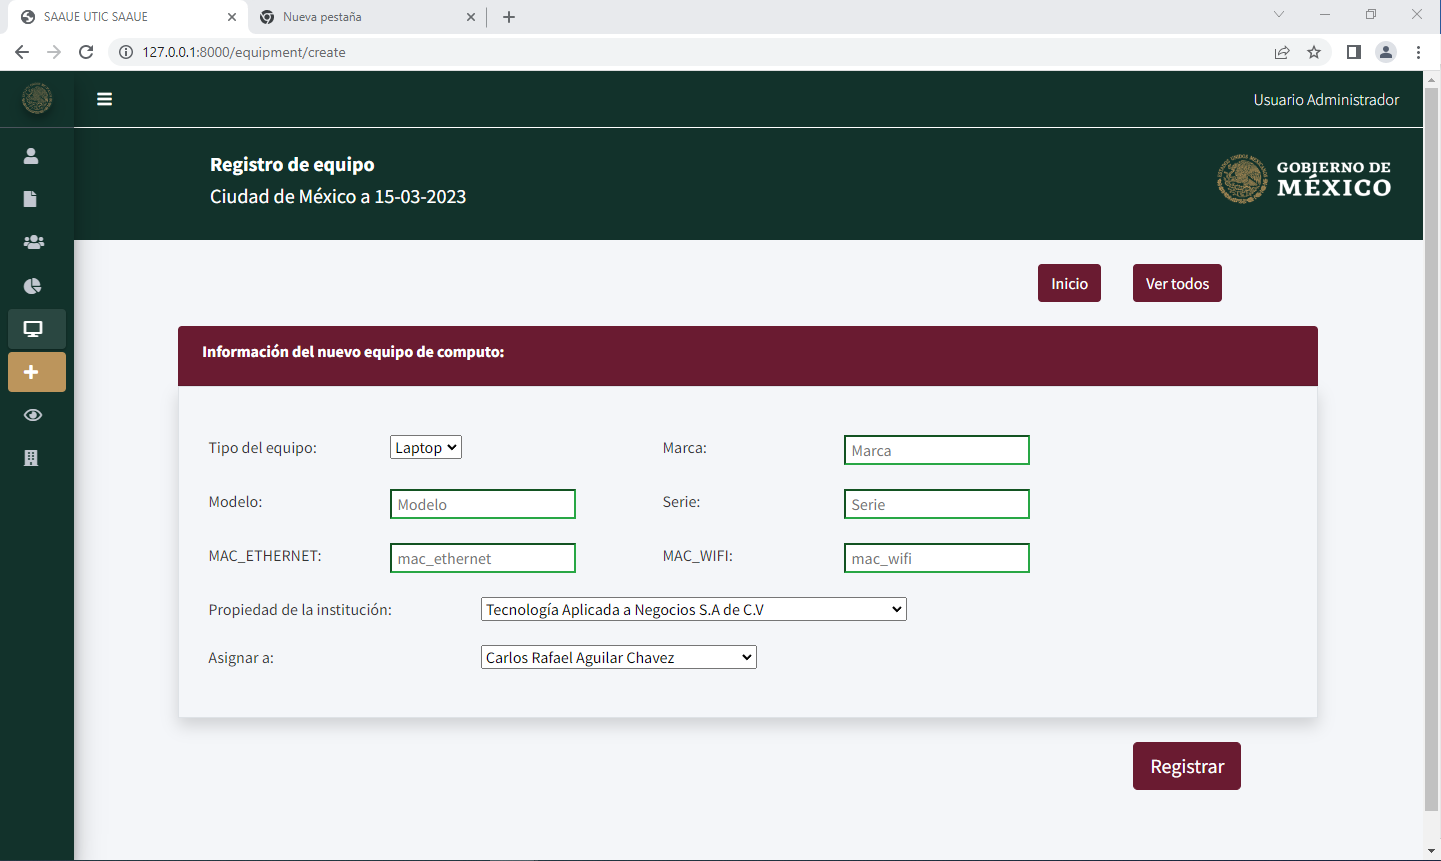 SAAUE UTIC SAAUE
Nueva pestaña
127.0.0.1:8000/equipment/create
Usuario Administrador
Registro de equipo
Ciudad de México a 15-03-2023
GOBIERNO DE
MÉXICO
Inicio
Ver todos
Información del nuevo equipo de computo:
Tipo del equipo: Laptop Marca: Marca
Modelo: Modelo Serie: Serie
MAC_ETHERNET: mac_ethernet MAC_WIFI: mac_wifi
Propiedad de la institución: Tecnología Aplicada a Negocios S.A de C.V
Asignar a: Carlos Rafael Aguilar Chavez
Registrar